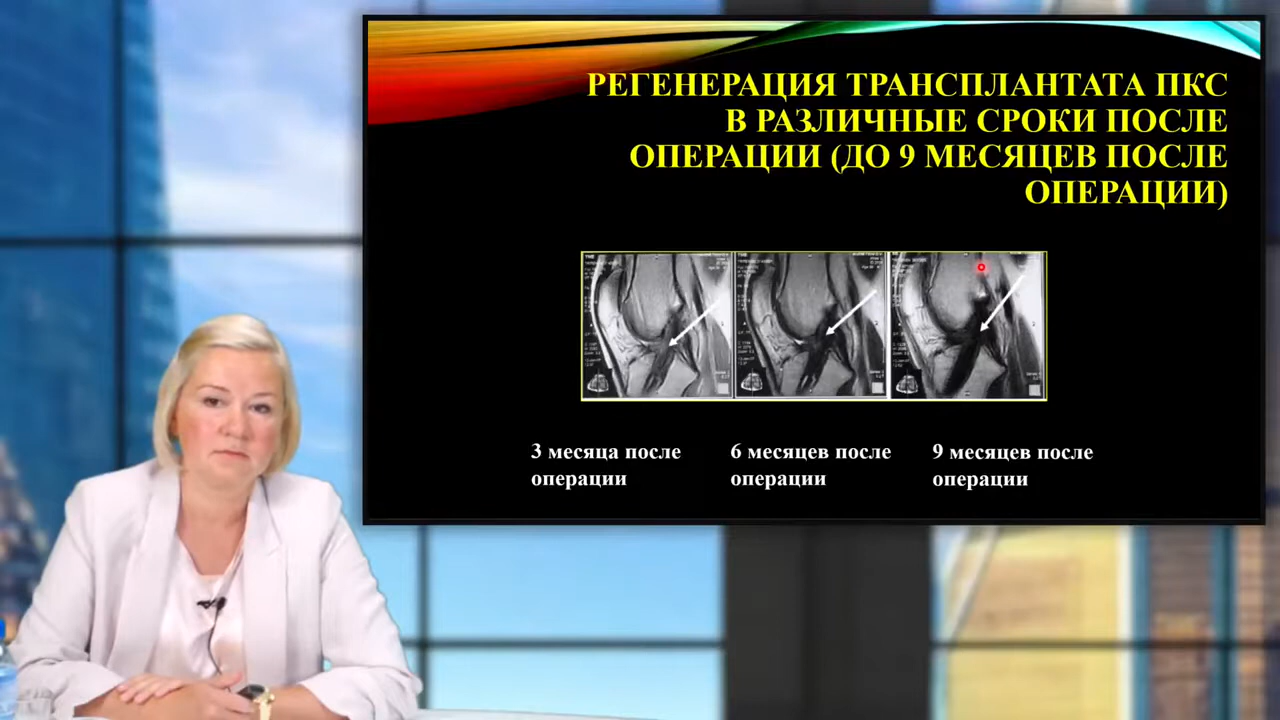 РЕГЕНЕРАЦИЯ ТРАНСПЛАНТАТА ПКС
В РАЗЛИЧНЫЕ СРОКИ ПОСЛЕ
ОПЕРАЦИИ (ДО 9 МЕСЯЦЕВ ПОСЛЕ
ОПЕРАЦИИ)
3 месяца после
операции
6 месяцев после
операции
9 месяцев после
операции